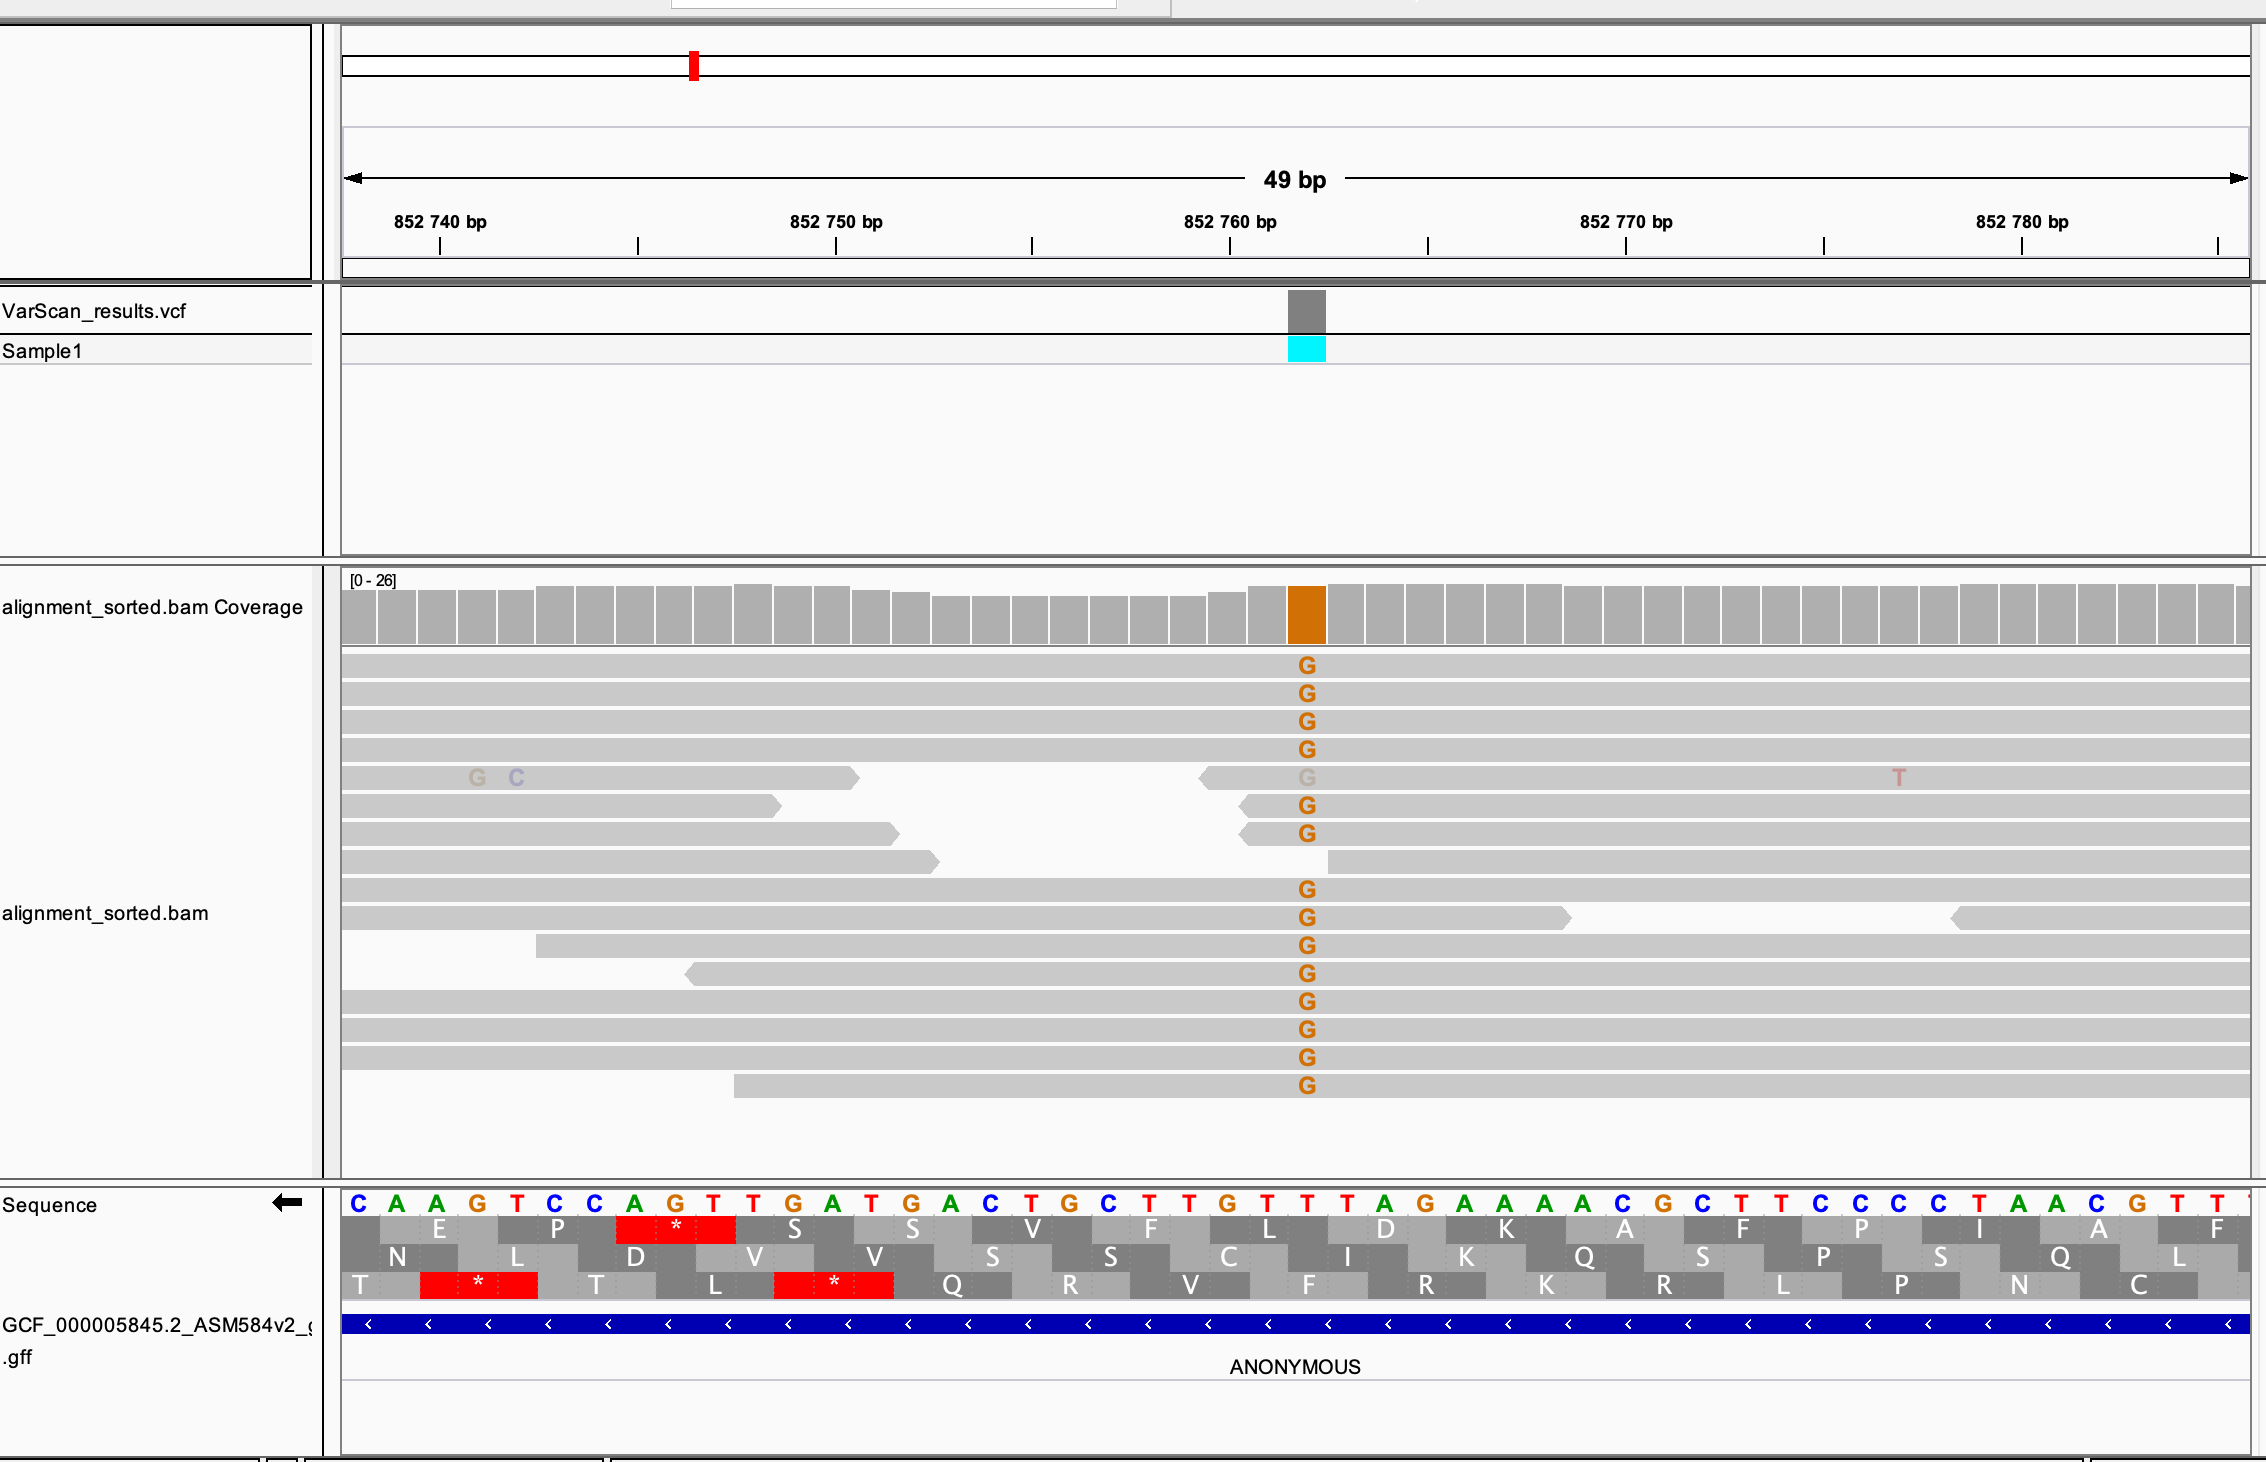 49 bp
852 740 bp 852 750 bp 852 760 bp 852 770 bp 852 780 bp
VarScan_results.vcf
Sample1
[0 - 26]
alignment_sorted.bam Coverage
G
G
G
G
G C G T
G
G
G
alignment_sorted.bam G
G
G
G
G
G
G
Sequence C A A G T C C A G T T G A T G A C T G C T T G T T T A G A A A A C G C T T C C C C T A A C G T T
E P * S S V F L D K A F P I A F
N L D V V S S C I K Q S P S Q L
T * T L * Q R V F R K R L P N C
GCF_000005845.2_ASM584v2_g
.gff
ANONYMOUS